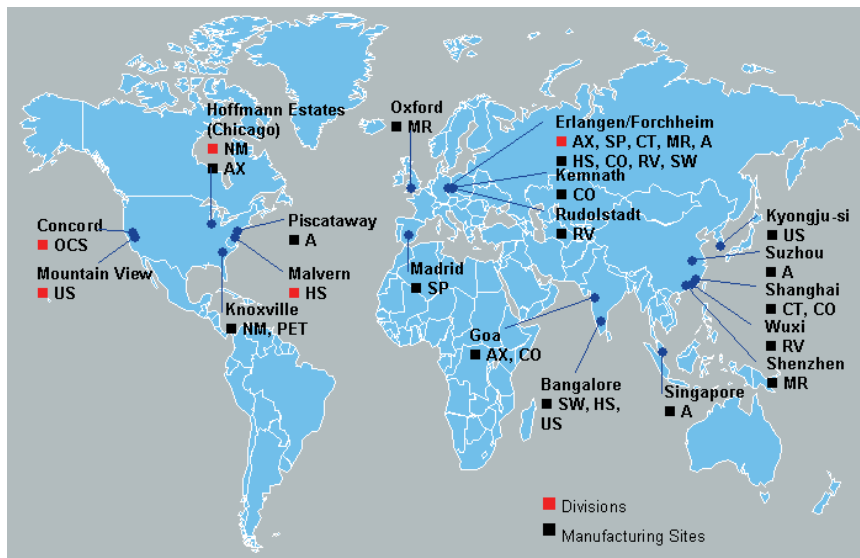 Hoffmann Estates
(Chicago)
NM
AX
Oxford
MR
Erlangen/Forchheim
AX, SP, CT, MR, A
HS, CO, RV, SW
Kemnath
CO
Rudolstadt
RV
Concord
OCS
Mountain View
US
Piscataway
A
Malvern
HS
Knoxville
NM, PET
Madrid
SP
Goa
AX, CO
Bangalore
SW, HS,
US
Singapore
A
Kyongju-si
US
Suzhou
A
Shanghai
CT, CO
Wuxi
RV
Shenzhen
MR
Divisions
Manufacturing Sites